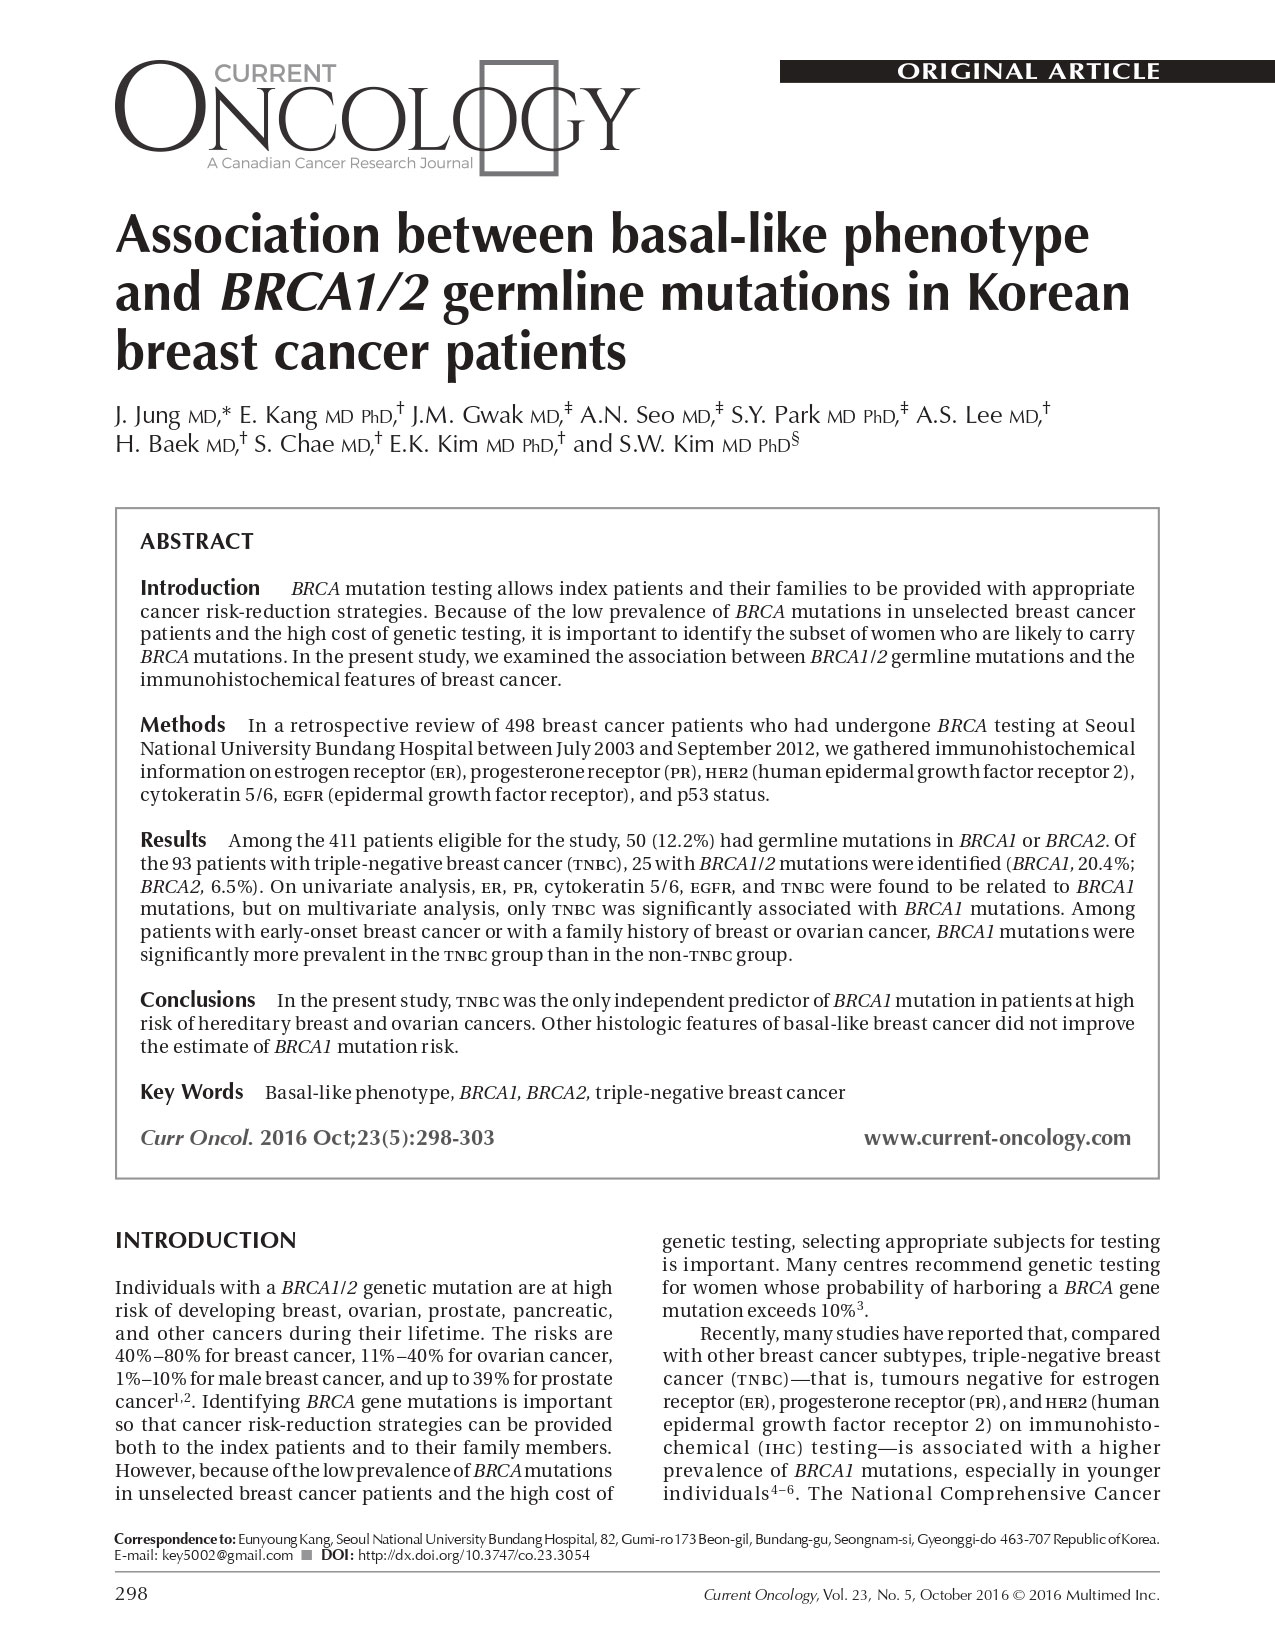 CURRENT
ONCOLOGY
A Canadian Cancer Research Journal
ORIGINAL ARTICLE
Association between basal-like phenotype
and BRCA1/2 germline mutations in Korean
breast cancer patients
J. Jung MD,* E. Kang MD PhD,† J.M. Gwak MD,‡ A.N. Seo MD,‡ S.Y. Park MD PhD,‡ A.S. Lee MD,†
H. Baek MD,† S. Chae MD,† E.K. Kim MD PhD,† and S.W. Kim MD PhD§
ABSTRACT
Introduction BRCA mutation testing allows index patients and their families to be provided with appropriate
cancer risk-reduction strategies. Because of the low prevalence of BRCA mutations in unselected breast cancer
patients and the high cost of genetic testing, it is important to identify the subset of women who are likely to carry
BRCA mutations. In the present study, we examined the association between BRCA1/2 germline mutations and the
immunohistochemical features of breast cancer.
Methods In a retrospective review of 498 breast cancer patients who had undergone BRCA testing at Seoul
National University Bundang Hospital between July 2003 and September 2012, we gathered immunohistochemical
information on estrogen receptor (ER), progesterone receptor (PR), HER2 (human epidermal growth factor receptor 2),
cytokeratin 5/6, EGFR (epidermal growth factor receptor), and p53 status.
Results Among the 411 patients eligible for the study, 50 (12.2%) had germline mutations in BRCA1 or BRCA2. Of
the 93 patients with triple-negative breast cancer (TNBC), 25 with BRCA1/2 mutations were identified (BRCA1, 20.4%;
BRCA2, 6.5%). On univariate analysis, ER, PR, cytokeratin 5/6, EGFR, and TNBC were found to be related to BRCA1
mutations, but on multivariate analysis, only TNBC was significantly associated with BRCA1 mutations. Among
patients with early-onset breast cancer or with a family history of breast or ovarian cancer, BRCA1 mutations were
significantly more prevalent in the TNBC group than in the non-TNBC group.
Conclusions In the present study, TNBC was the only independent predictor of BRCA1 mutation in patients at high
risk of hereditary breast and ovarian cancers. Other histologic features of basal-like breast cancer did not improve
the estimate of BRCA1 mutation risk.
Key Words Basal-like phenotype, BRCA1, BRCA2, triple-negative breast cancer
Curr Oncol. 2016 Oct;23(5):298-303
www.current-oncology.com
INTRODUCTION
Individuals with a BRCA1/2 genetic mutation are at high
risk of developing breast, ovarian, prostate, pancreatic,
and other cancers during their lifetime. The risks are
40%–80% for breast cancer, 11%–40% for ovarian cancer,
1%–10% for male breast cancer, and up to 39% for prostate
cancer1,2. Identifying BRCA gene mutations is important
so that cancer risk-reduction strategies can be provided
both to the index patients and to their family members.
However, because of the low prevalence of BRCA mutations
in unselected breast cancer patients and the high cost of
genetic testing, selecting appropriate subjects for testing
is important. Many centres recommend genetic testing
for women whose probability of harboring a BRCA gene
mutation exceeds 10%3.
Recently, many studies have reported that, compared
with other breast cancer subtypes, triple-negative breast
cancer (TNBC)—that is, tumours negative for estrogen
receptor (ER), progesterone receptor (PR), and HER2 (human
epidermal growth factor receptor 2) on immunohisto-
chemical (IHC) testing—is associated with a higher
prevalence of BRCA1 mutations, especially in younger
individuals4–6. The National Comprehensive Cancer
Correspondence to: Eunyoung Kang, Seoul National University Bundang Hospital, 82, Gumi-ro 173 Beon-gil, Bundang-gu, Seongnam-si, Gyeonggi-do 463-707 Republic of Korea.
E-mail: key5002@gmail.com ■ DOI: http://dx.doi.org/10.3747/co.23.3054
298
Current Oncology, Vol. 23, No. 5, October 2016 © 2016 Multimed Inc.